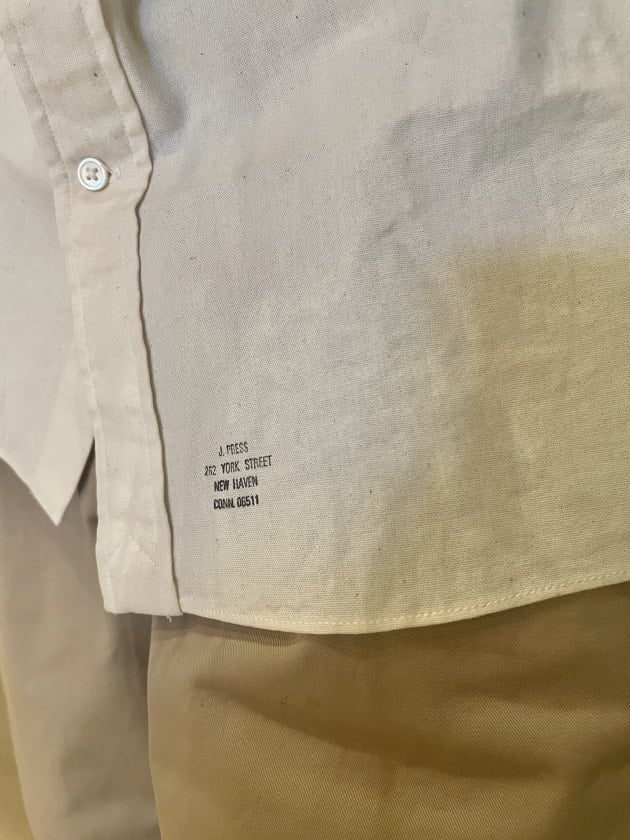 J. PRESS
262 YORK STREET
NEW HAVEN
CONN. 06511